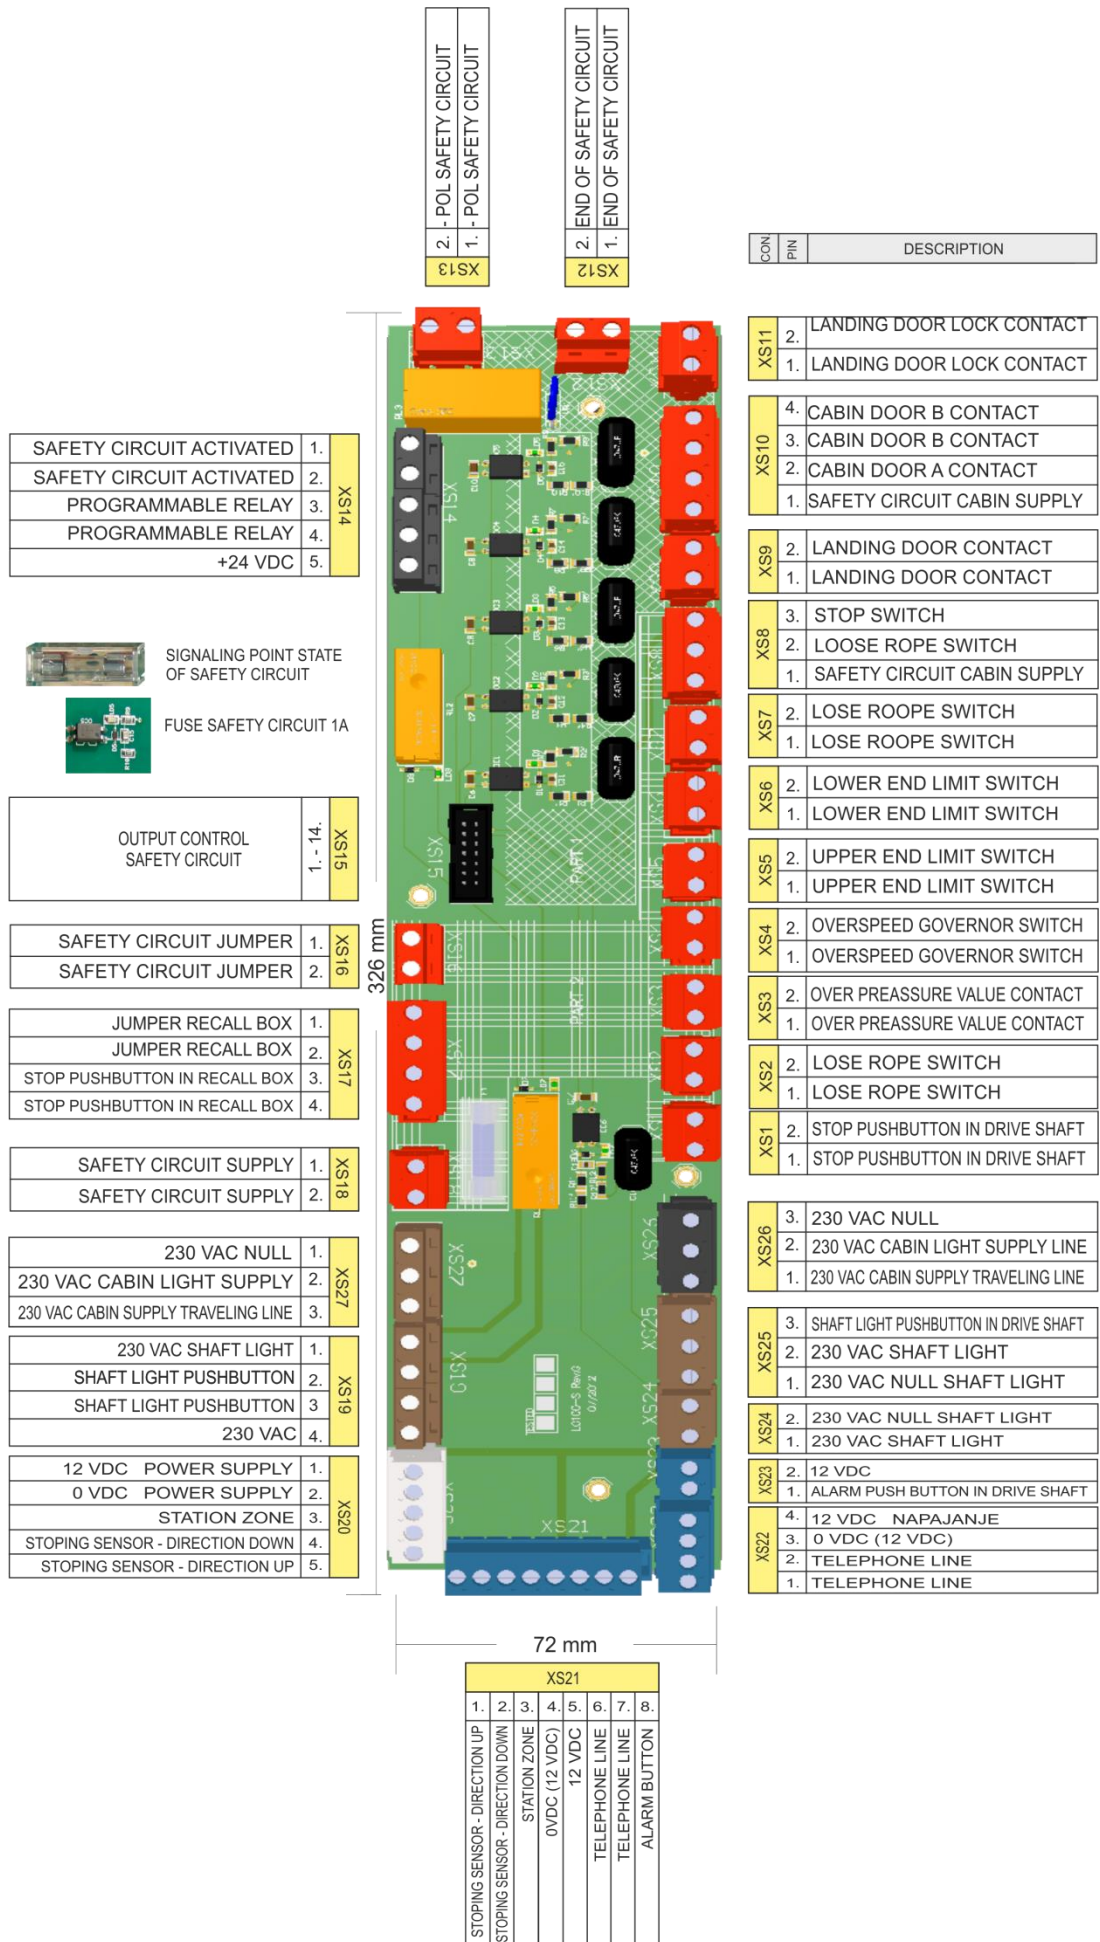 2. - POL SAFETY CIRCUIT
1. - POL SAFETY CIRCUIT
XS13
2. END OF SAFETY CIRCUIT
1. END OF SAFETY CIRCUIT
XS12
CON. PIN DESCRIPTION
XS11
2. LANDING DOOR LOCK CONTACT
1. LANDING DOOR LOCK CONTACT
XS10
4. CABIN DOOR B CONTACT
3. CABIN DOOR B CONTACT
2. CABIN DOOR A CONTACT
1. SAFETY CIRCUIT CABIN SUPPLY
XS9
2. LANDING DOOR CONTACT
1. LANDING DOOR CONTACT
XS8
3. STOP SWITCH
2. LOOSE ROPE SWITCH
1. SAFETY CIRCUIT CABIN SUPPLY
XS7
2. LOSE ROOPE SWITCH
1. LOSE ROOPE SWITCH
XS6
2. LOWER END LIMIT SWITCH
1. LOWER END LIMIT SWITCH
XS5
2. UPPER END LIMIT SWITCH
1. UPPER END LIMIT SWITCH
XS4
2. OVERSPEED GOVERNOR SWITCH
1. OVERSPEED GOVERNOR SWITCH
XS3
2. OVER PREASSURE VALUE CONTACT
1. OVER PREASSURE VALUE CONTACT
XS2
2. LOSE ROPE SWITCH
1. LOSE ROPE SWITCH
XS1
2. STOP PUSHBUTTON IN DRIVE SHAFT
1. STOP PUSHBUTTON IN DRIVE SHAFT
XS26
3. 230 VAC NULL
2. 230 VAC CABIN LIGHT SUPPLY LINE
1. 230 VAC CABIN SUPPLY TRAVELING LINE
XS25
3. SHAFT LIGHT PUSHBUTTON IN DRIVE SHAFT
2. 230 VAC SHAFT LIGHT
1. 230 VAC NULL SHAFT LIGHT
XS24
2. 230 VAC NULL SHAFT LIGHT
1. 230 VAC SHAFT LIGHT
XS23
2. 12 VDC
1. ALARM PUSH BUTTON IN DRIVE SHAFT
XS22
4. 12 VDC NAPAJANJE
3. 0 VDC (12 VDC)
2. TELEPHONE LINE
1. TELEPHONE LINE
SAFETY CIRCUIT ACTIVATED 1.
SAFETY CIRCUIT ACTIVATED 2.
PROGRAMMABLE RELAY 3.
PROGRAMMABLE RELAY 4.
+24 VDC 5.
XS14
SIGNALING POINT STATE
OF SAFETY CIRCUIT
FUSE SAFETY CIRCUIT 1A
OUTPUT CONTROL
SAFETY CIRCUIT
1. - 14.
XS15
SAFETY CIRCUIT JUMPER 1.
SAFETY CIRCUIT JUMPER 2.
XS16
JUMPER RECALL BOX 1.
JUMPER RECALL BOX 2.
STOP PUSHBUTTON IN RECALL BOX 3.
STOP PUSHBUTTON IN RECALL BOX 4.
XS17
SAFETY CIRCUIT SUPPLY 1.
SAFETY CIRCUIT SUPPLY 2.
XS18
230 VAC NULL 1.
230 VAC CABIN LIGHT SUPPLY 2.
230 VAC CABIN SUPPLY TRAVELING LINE 3.
XS27
230 VAC SHAFT LIGHT 1.
SHAFT LIGHT PUSHBUTTON 2.
SHAFT LIGHT PUSHBUTTON 3
230 VAC 4.
XS19
12 VDC POWER SUPPLY 1.
0 VDC POWER SUPPLY 2.
STATION ZONE 3.
STOPING SENSOR - DIRECTION DOWN 4.
STOPING SENSOR - DIRECTION UP 5.
XS20
326 mm
XS14
RL3
RL2
XS15
PART 1
XS16
PART 2
XS27
XS26
XS25
XS24
XS21
L0100-S
72 mm
XS21
1. STOPING SENSOR - DIRECTION UP
2. STOPING SENSOR - DIRECTION DOWN
3. STATION ZONE
4. 0VDC (12 VDC)
5. 12 VDC
6. TELEPHONE LINE
7. TELEPHONE LINE
8. ALARM BUTTON